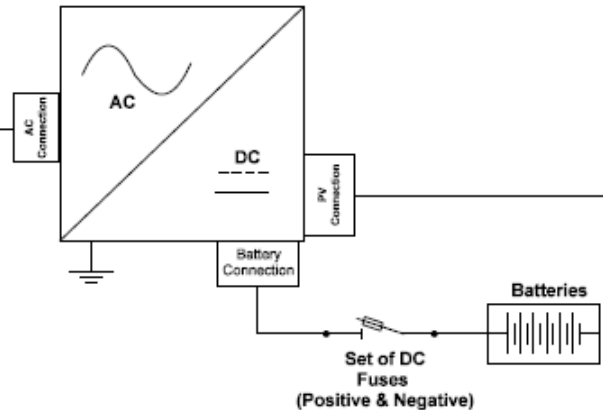 AC
AC
Connection
DC
PV
Connection
Battery
Connection
Batteries
Set of DC
Fuses
(Positive & Negative)